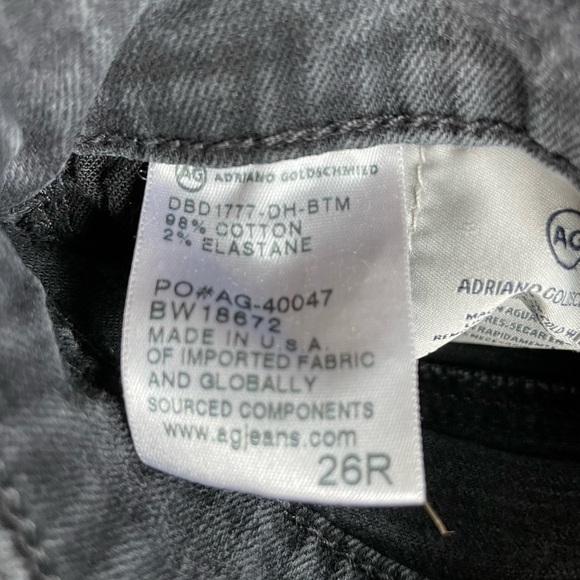 AG ADRIANO GOLDSCHMIED
DBD1777-DH-BTM
98% COTTON
2% ELASTANE
PO#AG-40047
BW18672
MADE IN U.S.A.
OF IMPORTED FABRIC
AND GLOBALLY
SOURCED COMPONENTS
www.agjeans.com
26R
AG
ADRIANO